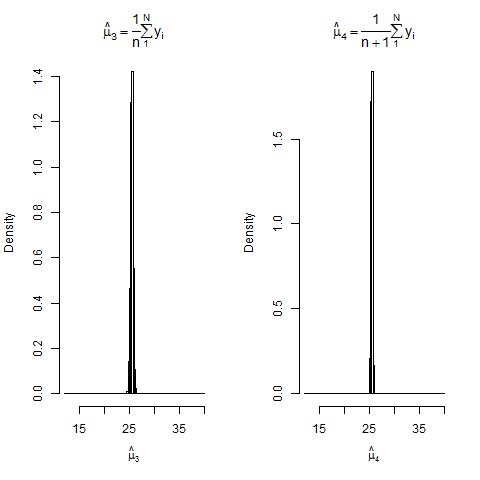 μ̂₃ = 1/n ∑₁ᴺ yᵢ
μ̂₄ = 1/(n + 1) ∑₁ᴺ yᵢ
Density
0.0 0.2 0.4 0.6 0.8 1.0 1.2 1.4
15 25 35
μ̂₃
Density
0.0 0.5 1.0 1.5
15 25 35
μ̂₄